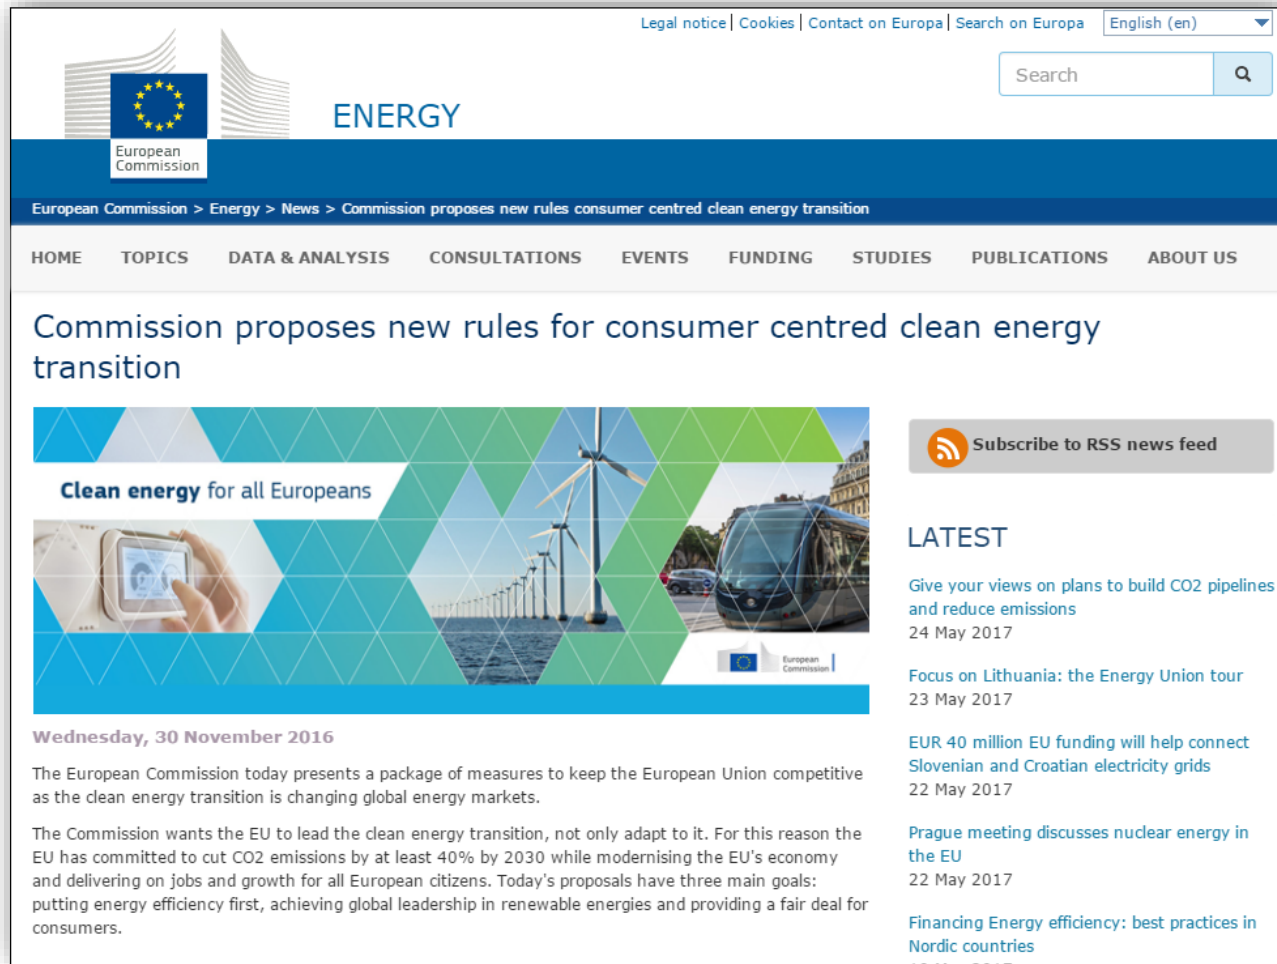 Legal notice | Cookies | Contact on Europa | Search on Europa
English (en)
Search
ENERGY
European
Commission
European Commission > Energy > News > Commission proposes new rules consumer centred clean energy transition
HOME TOPICS DATA & ANALYSIS CONSULTATIONS EVENTS FUNDING STUDIES PUBLICATIONS ABOUT US
Commission proposes new rules for consumer centred clean energy
transition
Clean energy for all Europeans
European
Commission
Wednesday, 30 November 2016
The European Commission today presents a package of measures to keep the European Union competitive
as the clean energy transition is changing global energy markets.
The Commission wants the EU to lead the clean energy transition, not only adapt to it. For this reason the
EU has committed to cut CO2 emissions by at least 40% by 2030 while modernising the EU's economy
and delivering on jobs and growth for all European citizens. Today's proposals have three main goals:
putting energy efficiency first, achieving global leadership in renewable energies and providing a fair deal for
consumers.
Subscribe to RSS news feed
LATEST
Give your views on plans to build CO2 pipelines
and reduce emissions
24 May 2017
Focus on Lithuania: the Energy Union tour
23 May 2017
EUR 40 million EU funding will help connect
Slovenian and Croatian electricity grids
22 May 2017
Prague meeting discusses nuclear energy in
the EU
22 May 2017
Financing Energy efficiency: best practices in
Nordic countries